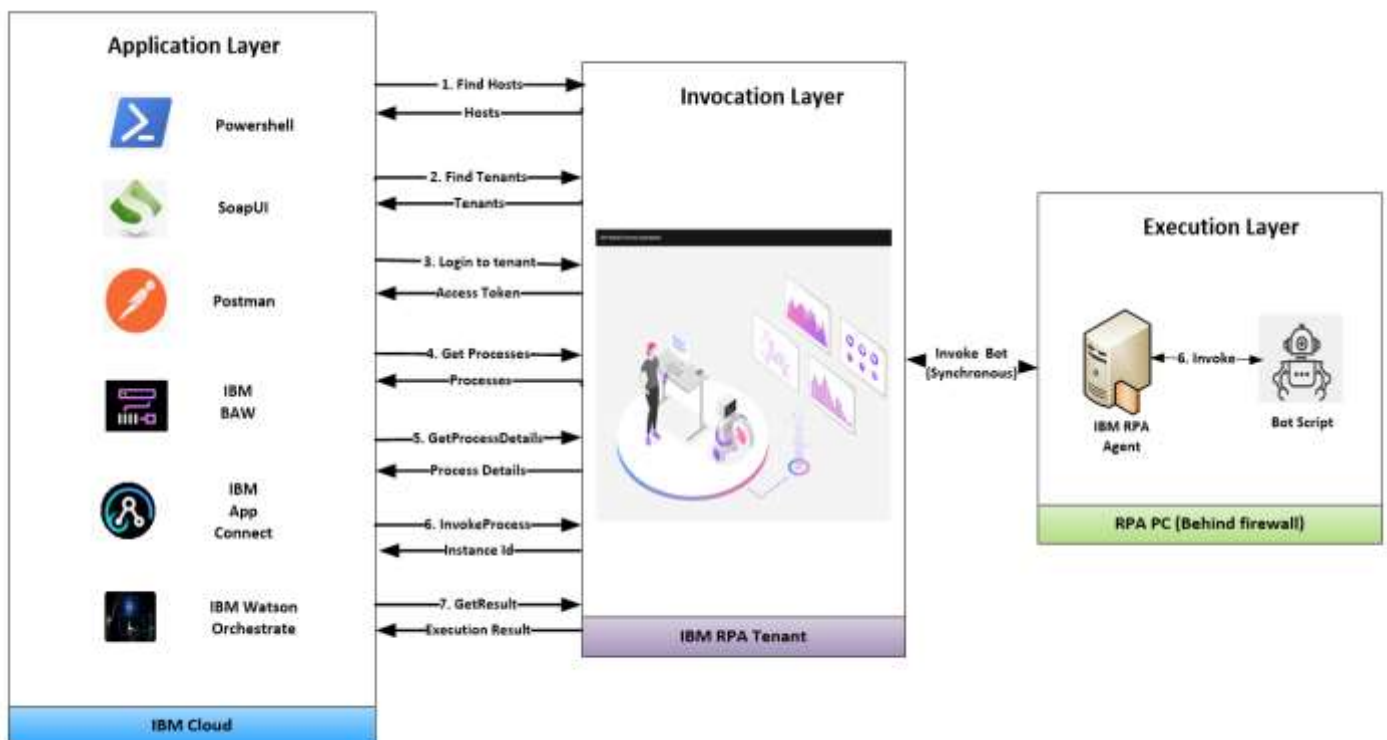 Application Layer
Powershell
SoapUI
Postman
IBM
BAW
IBM
App
Connect
IBM Watson
Orchestrate
IBM Cloud
1. Find Hosts
Hosts
2. Find Tenants
Tenants
3. Login to tenant
Access Token
4. Get Processes
Processes
5. GetProcessDetails
Process Details
6. InvokeProcess
Instance Id
7. GetResult
Execution Result
Invocation Layer
IBM RPA Tenant
Invoke Bot
(Synchronous)
Execution Layer
6. Invoke
IBM RPA
Agent
Bot Script
RPA PC (Behind firewall)